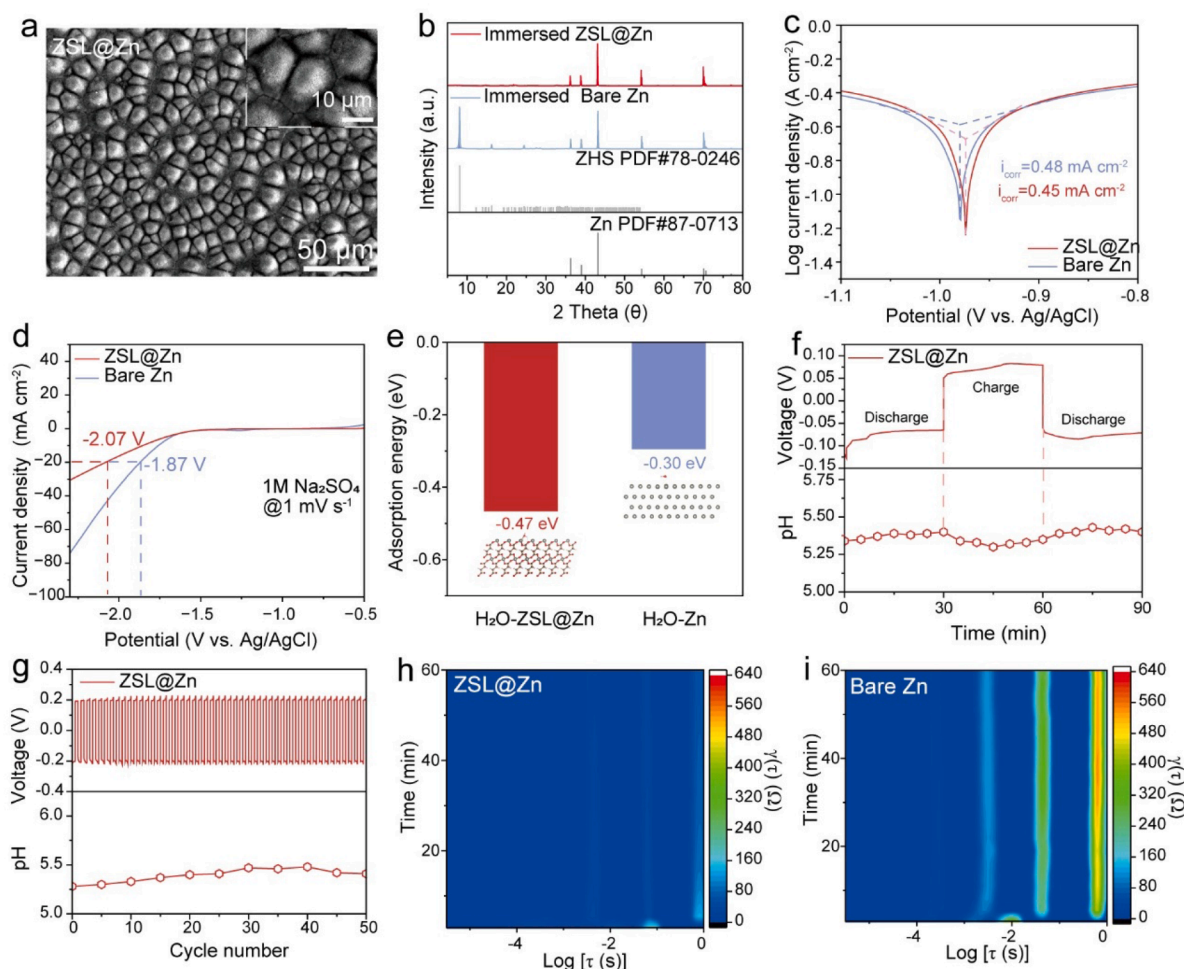 a
ZSL@Zn
10 µm
50 µm
b
Immersed ZSL@Zn
Immersed Bare Zn
ZHS PDF#78-0246
Zn PDF#87-0713
Intensity (a.u.)
10 20 30 40 50 60 70 80
2 Theta (θ)
c
0.0
-0.2
-0.4
-0.6
-0.8
-1.0
-1.2
-1.4
Log current density (A cm⁻²)
i_corr=0.48 mA cm⁻²
i_corr=0.45 mA cm⁻²
ZSL@Zn
Bare Zn
-1.1 -1.0 -0.9 -0.8
Potential (V vs. Ag/AgCl)
d
ZSL@Zn
Bare Zn
40
20
0
−20
−40
−60
−80
−100
Current density (mA cm⁻²)
-2.07 V
-1.87 V
1M Na₂SO₄
@1 mV s⁻¹
−2.0 −1.5 −1.0 −0.5
Potential (V vs. Ag/AgCl)
e
0.0
-0.2
-0.4
-0.6
Adsorption energy (eV)
-0.47 eV
-0.30 eV
H₂O-ZSL@Zn H₂O-Zn
f
ZSL@Zn
0.10
0.05
0.00
-0.05
-0.10
-0.15
Voltage (V)
Discharge
Charge
Discharge
5.75
5.50
5.25
5.00
pH
0 30 60 90
Time (min)
g
ZSL@Zn
0.4
0.2
0.0
-0.2
-0.4
Voltage (V)
6.0
5.5
5.0
pH
0 10 20 30 40 50
Cycle number
h
ZSL@Zn
60
40
20
Time (min)
-4 -2 0
Log [τ (s)]
640
560
480
400
320
240
160
80
0
γ(τ) (Ω)
i
Bare Zn
60
40
20
Time (min)
-4 -2 0
Log [τ (s)]
640
560
480
400
320
240
160
80
0
γ(τ) (Ω)